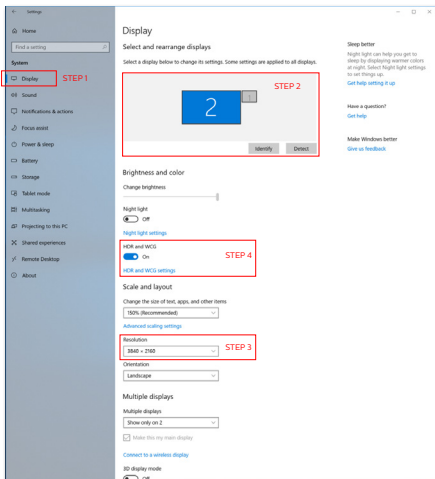 Settings
Home
Find a setting
System
Display
STEP 1
Sound
Notifications & actions
Focus assist
Power & sleep
Battery
Storage
Tablet mode
Multitasking
Projecting to this PC
Shared experiences
Remote Desktop
About
Display
Select and rearrange displays
Select a display below to change its settings. Some settings are applied to all displays.
STEP 2
2
1
Identify
Detect
Brightness and color
Change brightness
Night light
Off
Night light settings
HDR and WCG
On
STEP 4
HDR and WCG settings
Scale and layout
Change the size of text, apps, and other items
150% (Recommended)
Advanced scaling settings
Resolution
3840 × 2160
STEP 3
Orientation
Landscape
Multiple displays
Multiple displays
Show only on 2
Make this my main display
Connect to a wireless display
3D display mode
Off
Sleep better
Night light can help you get to
sleep by displaying warmer colors
at night. Select Night light settings
to set things up.
Get help setting it up
Have a question?
Get help
Make Windows better
Give us feedback